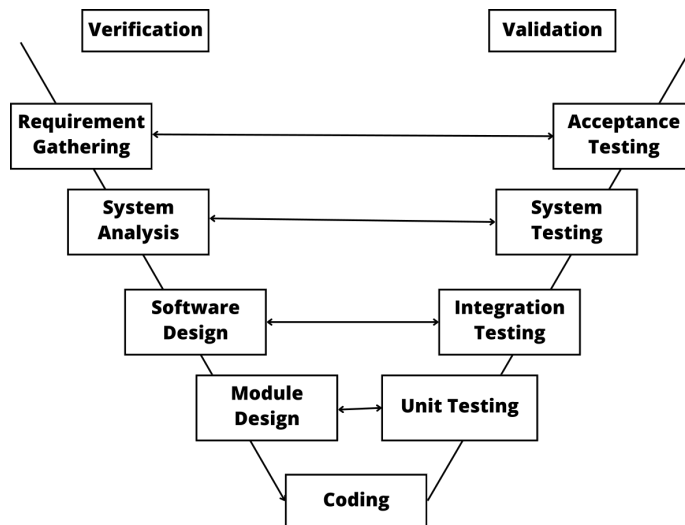 Verification
Validation
Requirement
Gathering
Acceptance
Testing
System
Analysis
System
Testing
Software
Design
Integration
Testing
Module
Design
Unit Testing
Coding